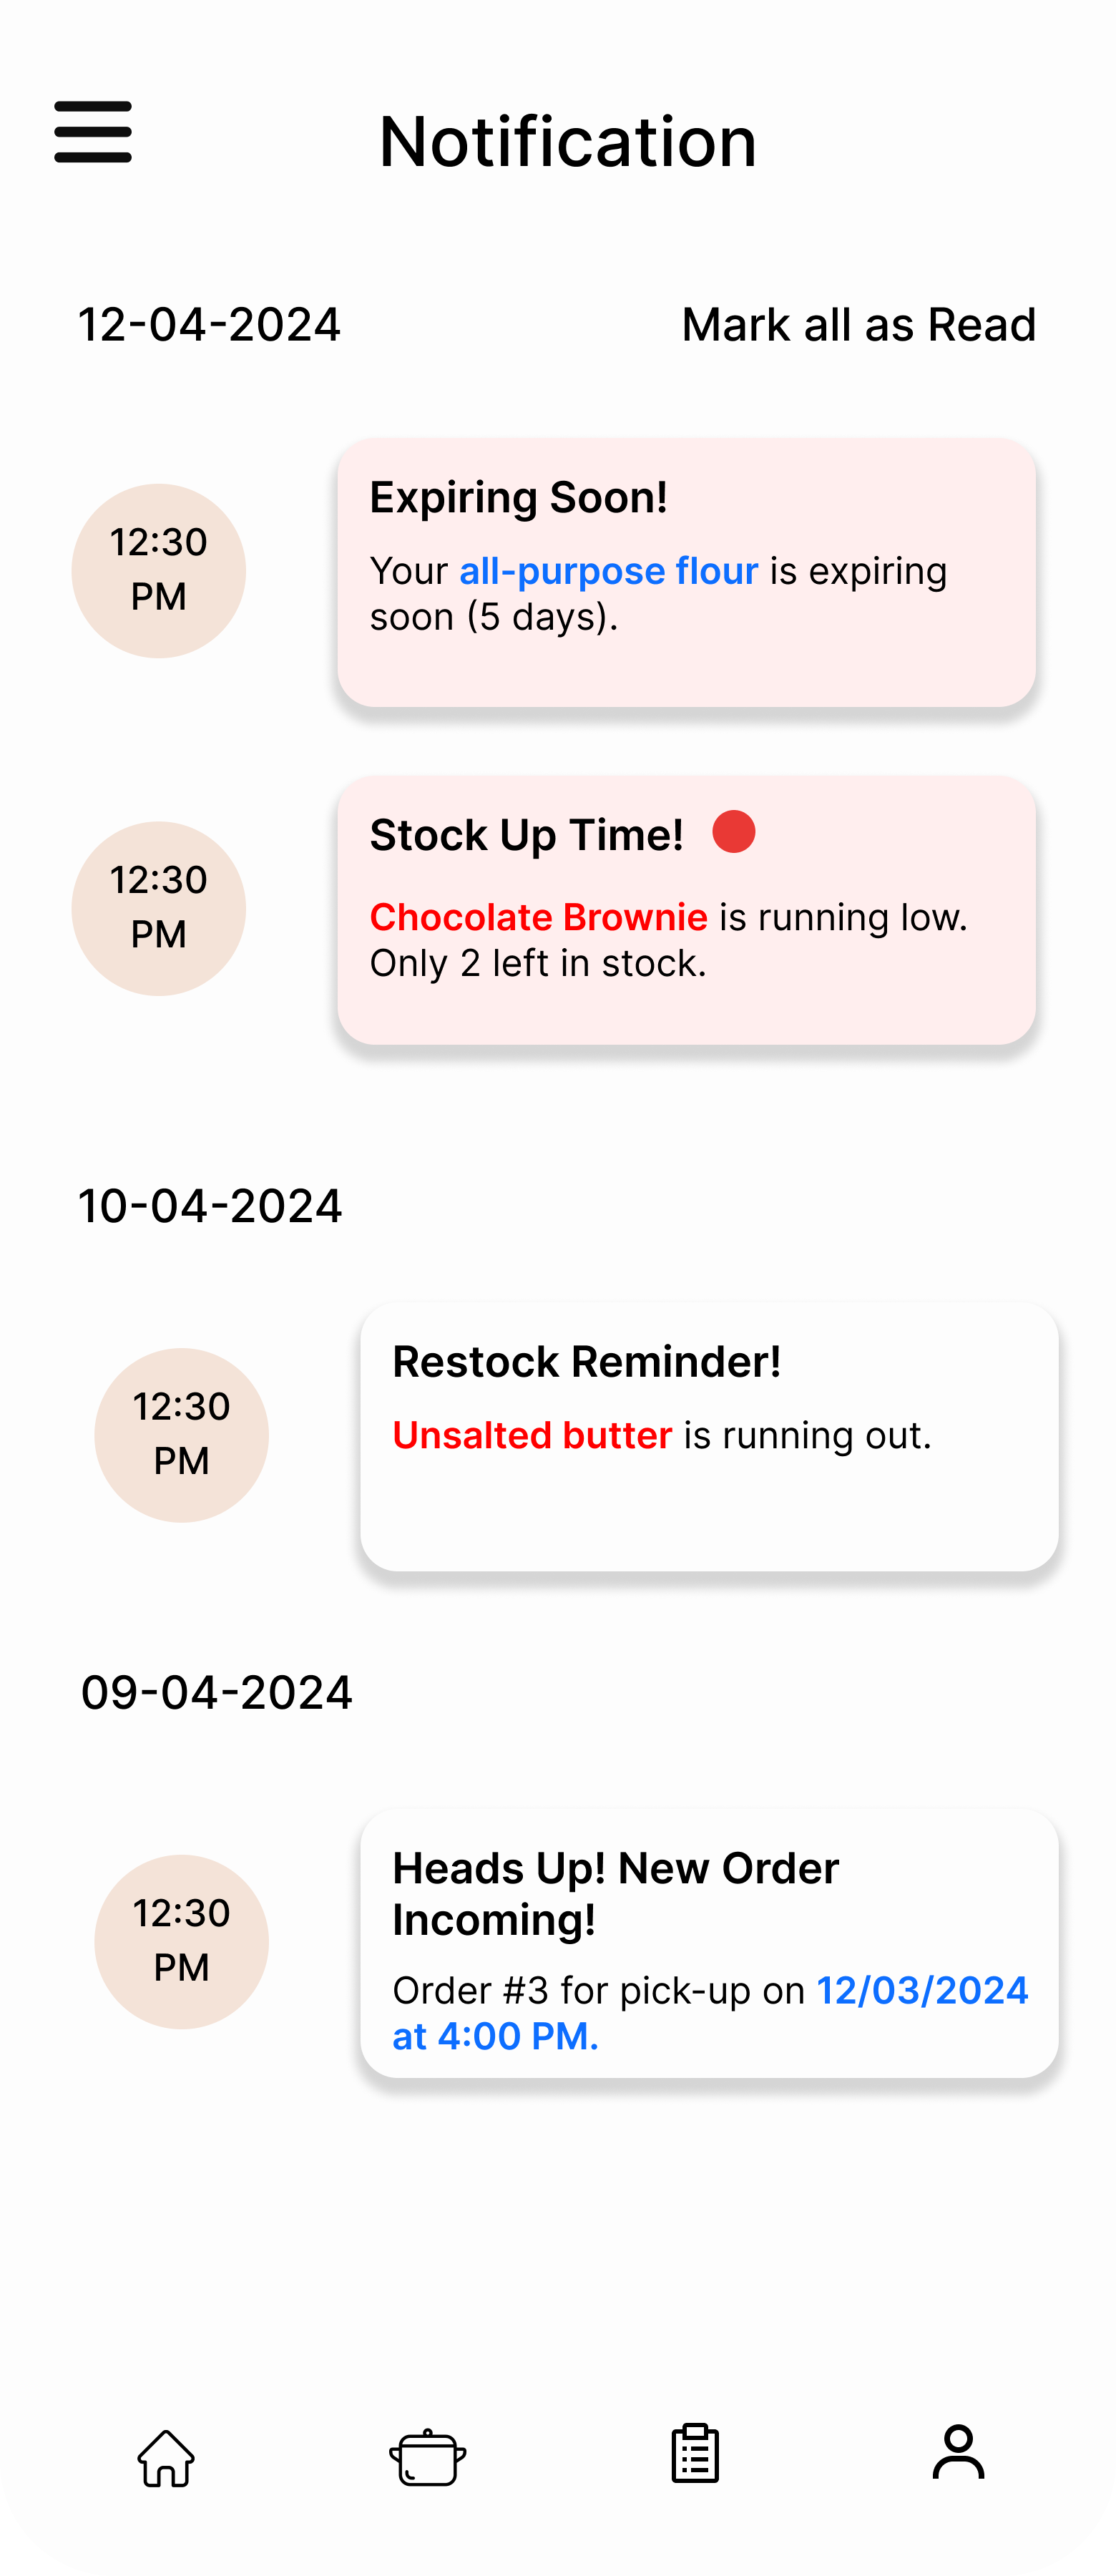 Notification
12-04-2024
Mark all as Read
12:30
PM
Expiring Soon!
Your all-purpose flour is expiring
soon (5 days).
12:30
PM
Stock Up Time!
Chocolate Brownie is running low.
Only 2 left in stock.
10-04-2024
12:30
PM
Restock Reminder!
Unsalted butter is running out.
09-04-2024
12:30
PM
Heads Up! New Order
Incoming!
Order #3 for pick-up on 12/03/2024
at 4:00 PM.